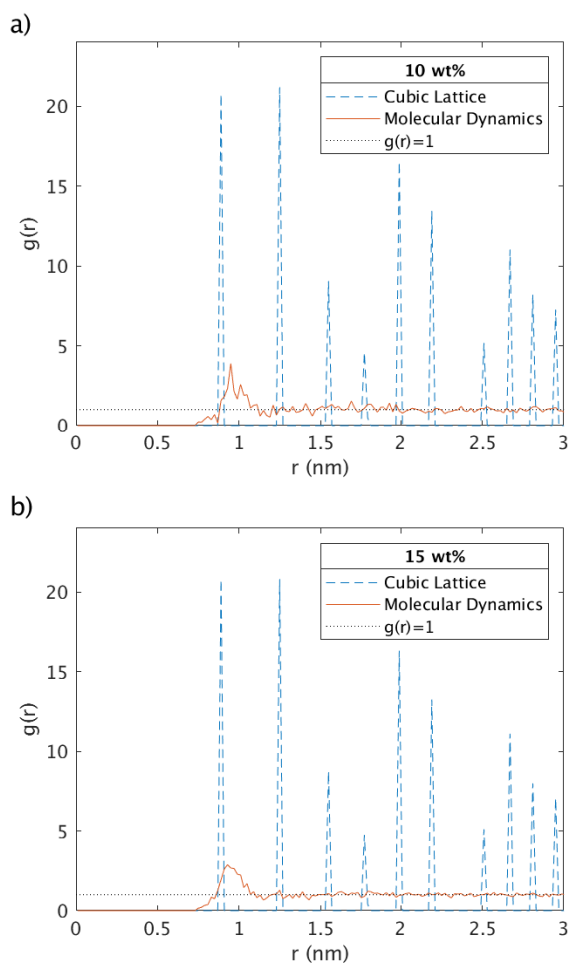 a)
20
15
10
5
0
g(r)
10 wt%
Cubic Lattice
Molecular Dynamics
g(r)=1
0 0.5 1 1.5 2 2.5 3
r (nm)
b)
20
15
10
5
0
g(r)
15 wt%
Cubic Lattice
Molecular Dynamics
g(r)=1
0 0.5 1 1.5 2 2.5 3
r (nm)